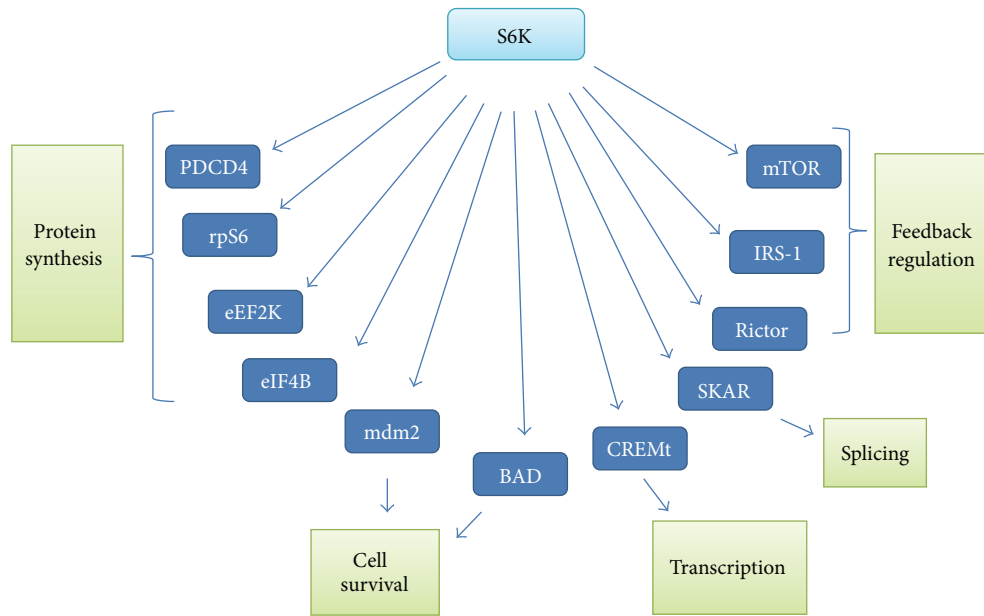 S6K
PDCD4
mTOR
rpS6
Protein
synthesis
IRS-1
Feedback
regulation
eEF2K
Rictor
eIF4B
SKAR
mdm2
CREMt
Splicing
BAD
Cell
survival
Transcription